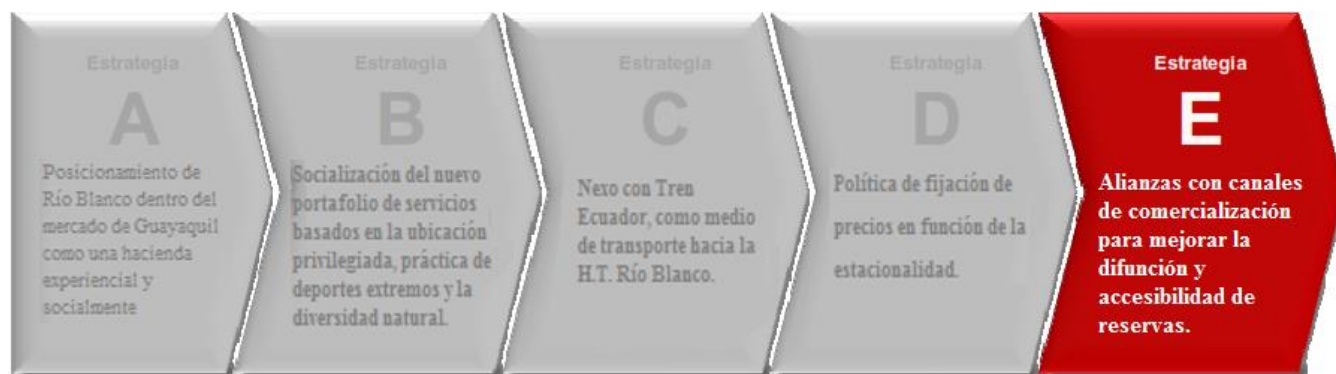 Estrategia
A
Posicionamiento de
Río Blanco dentro del
mercado de Guayaquil
como una hacienda
experiencial y
socialmente
Estrategia
B
Socialización del nuevo
portafolio de servicios
basados en la ubicación
privilegiada, práctica de
deportes extremos y la
diversidad natural.
Estrategia
C
Nexo con Tren
Ecuador, como medio
de transporte hacia la
H.T. Río Blanco.
Estrategia
D
Política de fijación de
precios en función de la
estacionalidad.
Estrategia
E
Alianzas con canales
de comercialización
para mejorar la
difunción y
accesibilidad de
reservas.